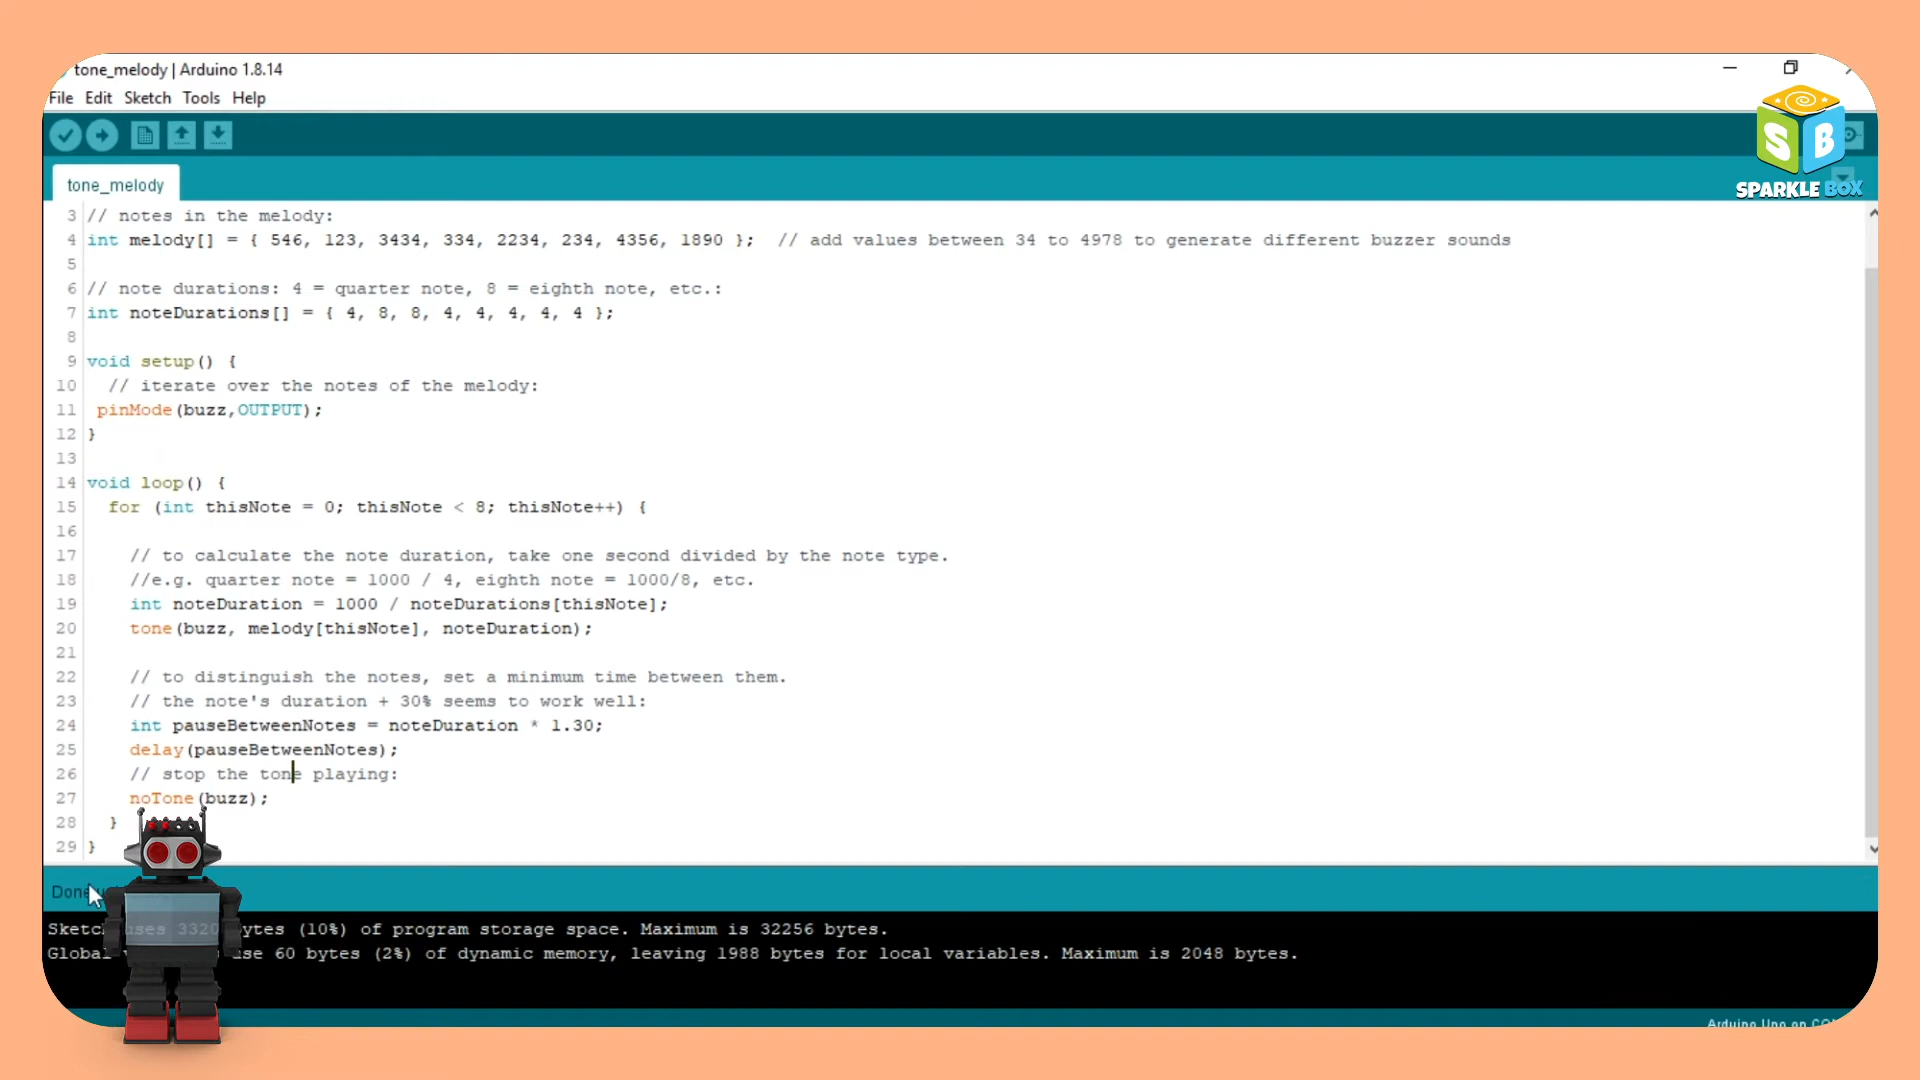 tone_melody | Arduino 1.8.14
File Edit Sketch Tools Help
SPARKLE BOX
S B
tone_melody
3 // notes in the melody:
4 int melody[] = { 546, 123, 3434, 334, 2234, 234, 4356, 1890 };  // add values between 34 to 4978 to generate different buzzer sounds
5
6 // note durations: 4 = quarter note, 8 = eighth note, etc.:
7 int noteDurations[] = { 4, 8, 8, 4, 4, 4, 4, 4 };
8
9 void setup() {
10   // iterate over the notes of the melody:
11  pinMode(buzz,OUTPUT);
12 }
13
14 void loop() {
15   for (int thisNote = 0; thisNote < 8; thisNote++) {
16
17     // to calculate the note duration, take one second divided by the note type.
18     //e.g. quarter note = 1000 / 4, eighth note = 1000/8, etc.
19     int noteDuration = 1000 / noteDurations[thisNote];
20     tone(buzz, melody[thisNote], noteDuration);
21
22     // to distinguish the notes, set a minimum time between them.
23     // the note's duration + 30% seems to work well:
24     int pauseBetweenNotes = noteDuration * 1.30;
25     delay(pauseBetweenNotes);
26     // stop the tone playing:
27     noTone(buzz);
28   }
29 }
Done
Sketch uses 3320 bytes (10%) of program storage space. Maximum is 32256 bytes.
Global use 60 bytes (2%) of dynamic memory, leaving 1988 bytes for local variables. Maximum is 2048 bytes.
Arduino Uno on